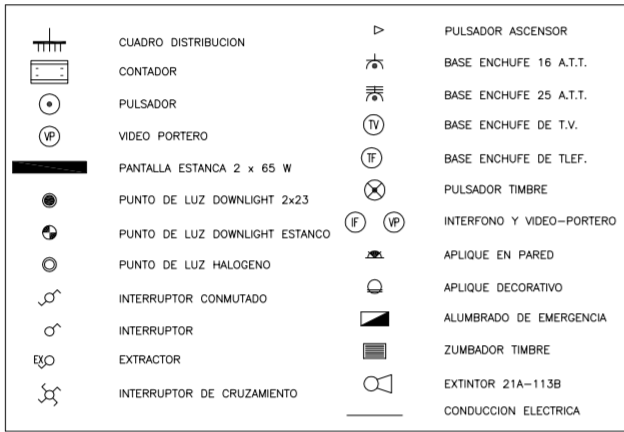 CUADRO DISTRIBUCION
CONTADOR
PULSADOR
VP VIDEO PORTERO
PANTALLA ESTANCA 2 x 65 W
PUNTO DE LUZ DOWNLIGHT 2x23
PUNTO DE LUZ DOWNLIGHT ESTANCO
PUNTO DE LUZ HALOGENO
INTERRUPTOR CONMUTADO
INTERRUPTOR
EX EXTRACTOR
INTERRUPTOR DE CRUZAMIENTO
PULSADOR ASCENSOR
BASE ENCHUFE 16 A.T.T.
BASE ENCHUFE 25 A.T.T.
TV BASE ENCHUFE DE T.V.
TF BASE ENCHUFE DE TLEF.
PULSADOR TIMBRE
IF VP INTERFONO Y VIDEO-PORTERO
APLIQUE EN PARED
APLIQUE DECORATIVO
ALUMBRADO DE EMERGENCIA
ZUMBADOR TIMBRE
EXTINTOR 21A-113B
CONDUCCION ELECTRICA